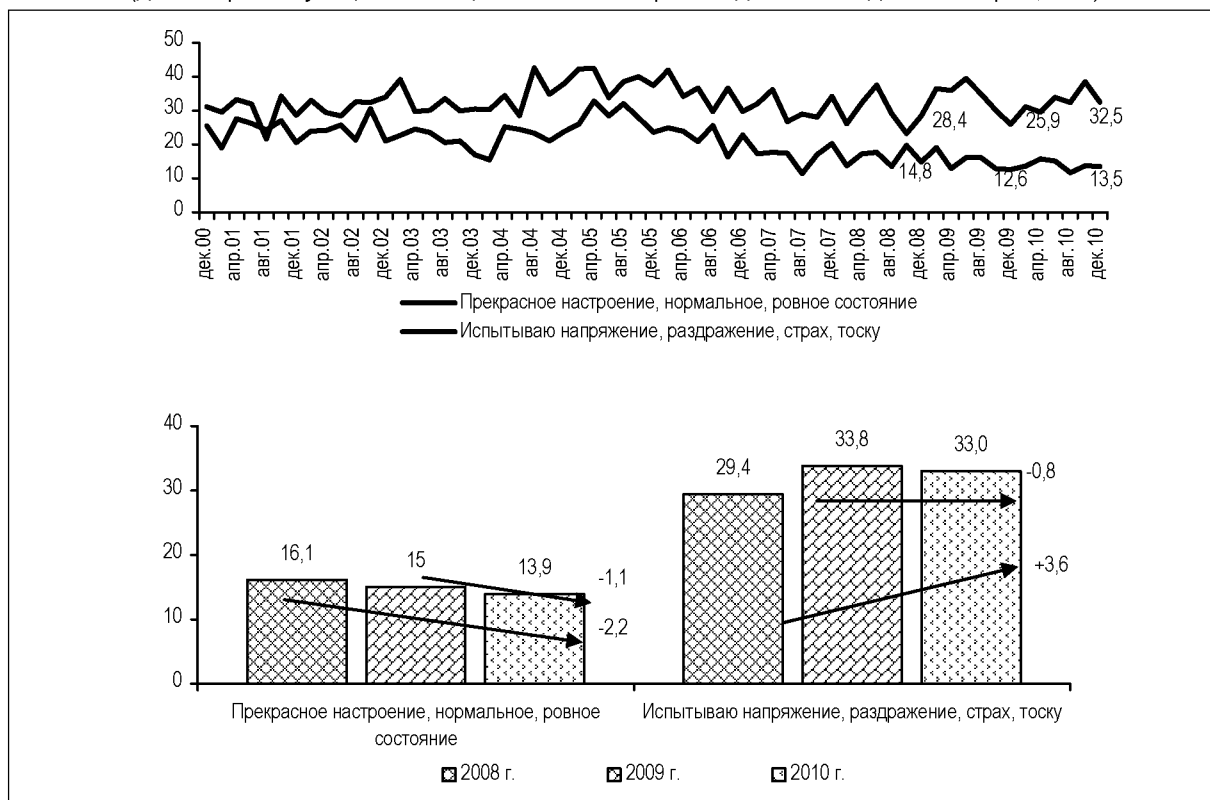 50
40
30
20
10
0
28,4
25,9
32,5
14,8
12,6
13,5
дек.00
апр.01
авг.01
дек.01
апр.02
авг.02
дек.02
апр.03
авг.03
дек.03
апр.04
авг.04
дек.04
апр.05
авг.05
дек.05
апр.06
авг.06
дек.06
апр.07
авг.07
дек.07
апр.08
авг.08
дек.08
апр.09
авг.09
дек.09
апр.10
авг.10
дек.10
Прекрасное настроение, нормальное, ровное состояние
Испытываю напряжение, раздражение, страх, тоску
40
30
20
10
0
16,1
15
13,9
-1,1
-2,2
29,4
33,8
33,0
-0,8
+3,6
Прекрасное настроение, нормальное, ровное
состояние
Испытываю напряжение, раздражение, страх, тоску
2008 г.
2009 г.
2010 г.